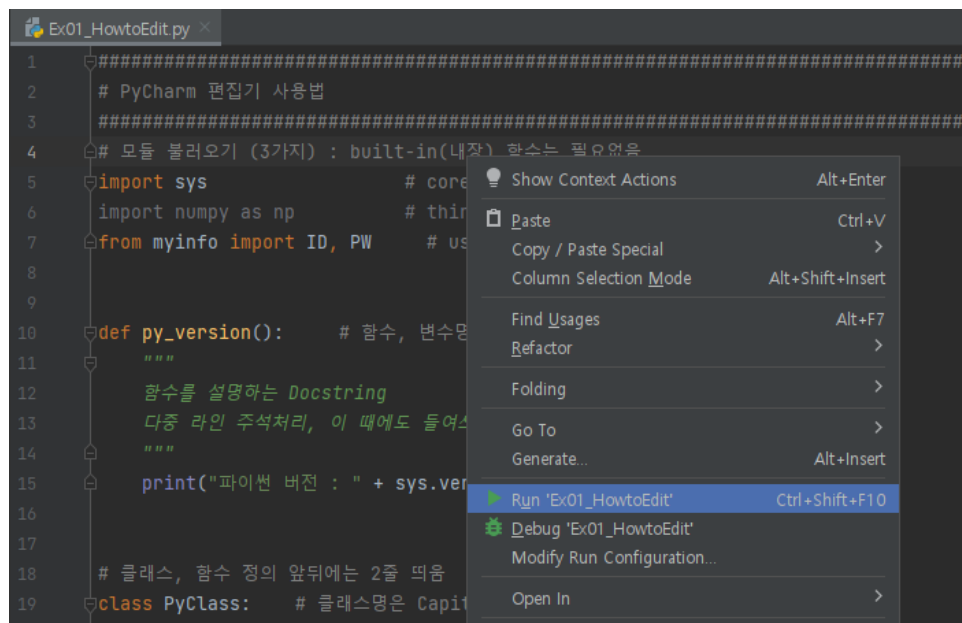 Ex01_HowtoEdit.py
1 ################################################################################
2 # PyCharm 편집기 사용법
3 ################################################################################
4 # 모듈 불러오기 (3가지) : built-in(내장) 함수는 필요없음
5 import sys # core
6 import numpy as np # thir
7 from myinfo import ID, PW # us
8
9
10 def py_version(): # 함수, 변수명
11 """
12 함수를 설명하는 Docstring
13 다중 라인 주석처리, 이 때에도 들여쓰
14 """
15 print("파이썬 버전 : " + sys.ver
16
17
18 # 클래스, 함수 정의 앞뒤에는 2줄 띄움
19 class PyClass: # 클래스명은 Capit
Show Context Actions Alt+Enter
Paste Ctrl+V
Copy / Paste Special
Column Selection Mode Alt+Shift+Insert
Find Usages Alt+F7
Refactor
Folding
Go To
Generate... Alt+Insert
Run 'Ex01_HowtoEdit' Ctrl+Shift+F10
Debug 'Ex01_HowtoEdit'
Modify Run Configuration...
Open In